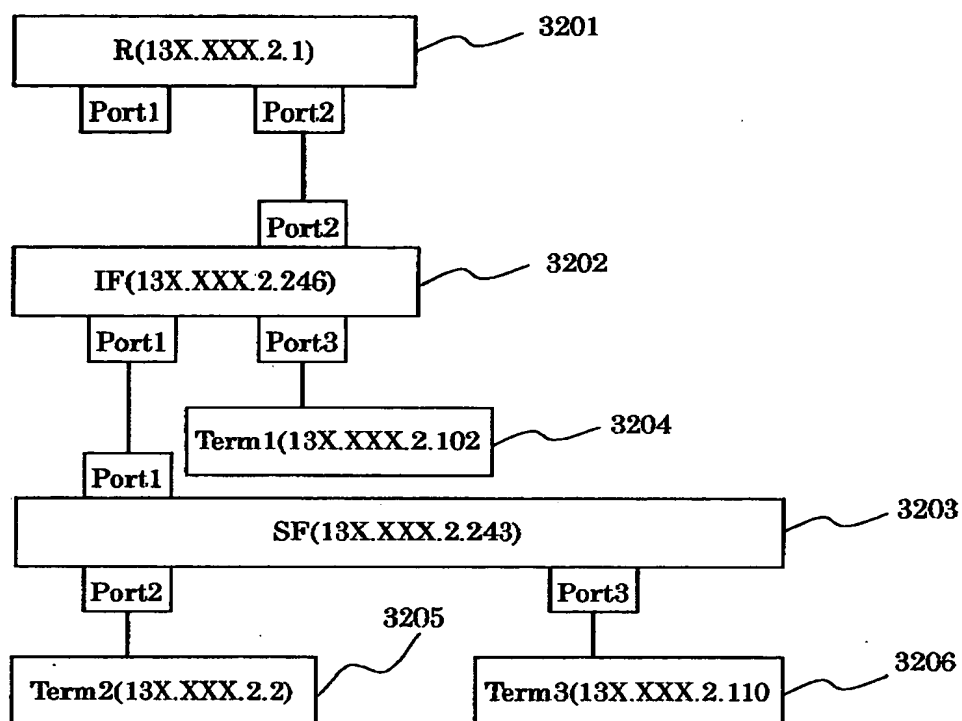 3201
R(13X.XXX.2.1)
Port1 Port2
Port2
3202
IF(13X.XXX.2.246)
Port1 Port3
3204
Term1(13X.XXX.2.102
Port1
3203
SF(13X.XXX.2.243)
Port2 Port3
3205
3206
Term2(13X.XXX.2.2) Term3(13X.XXX.2.110